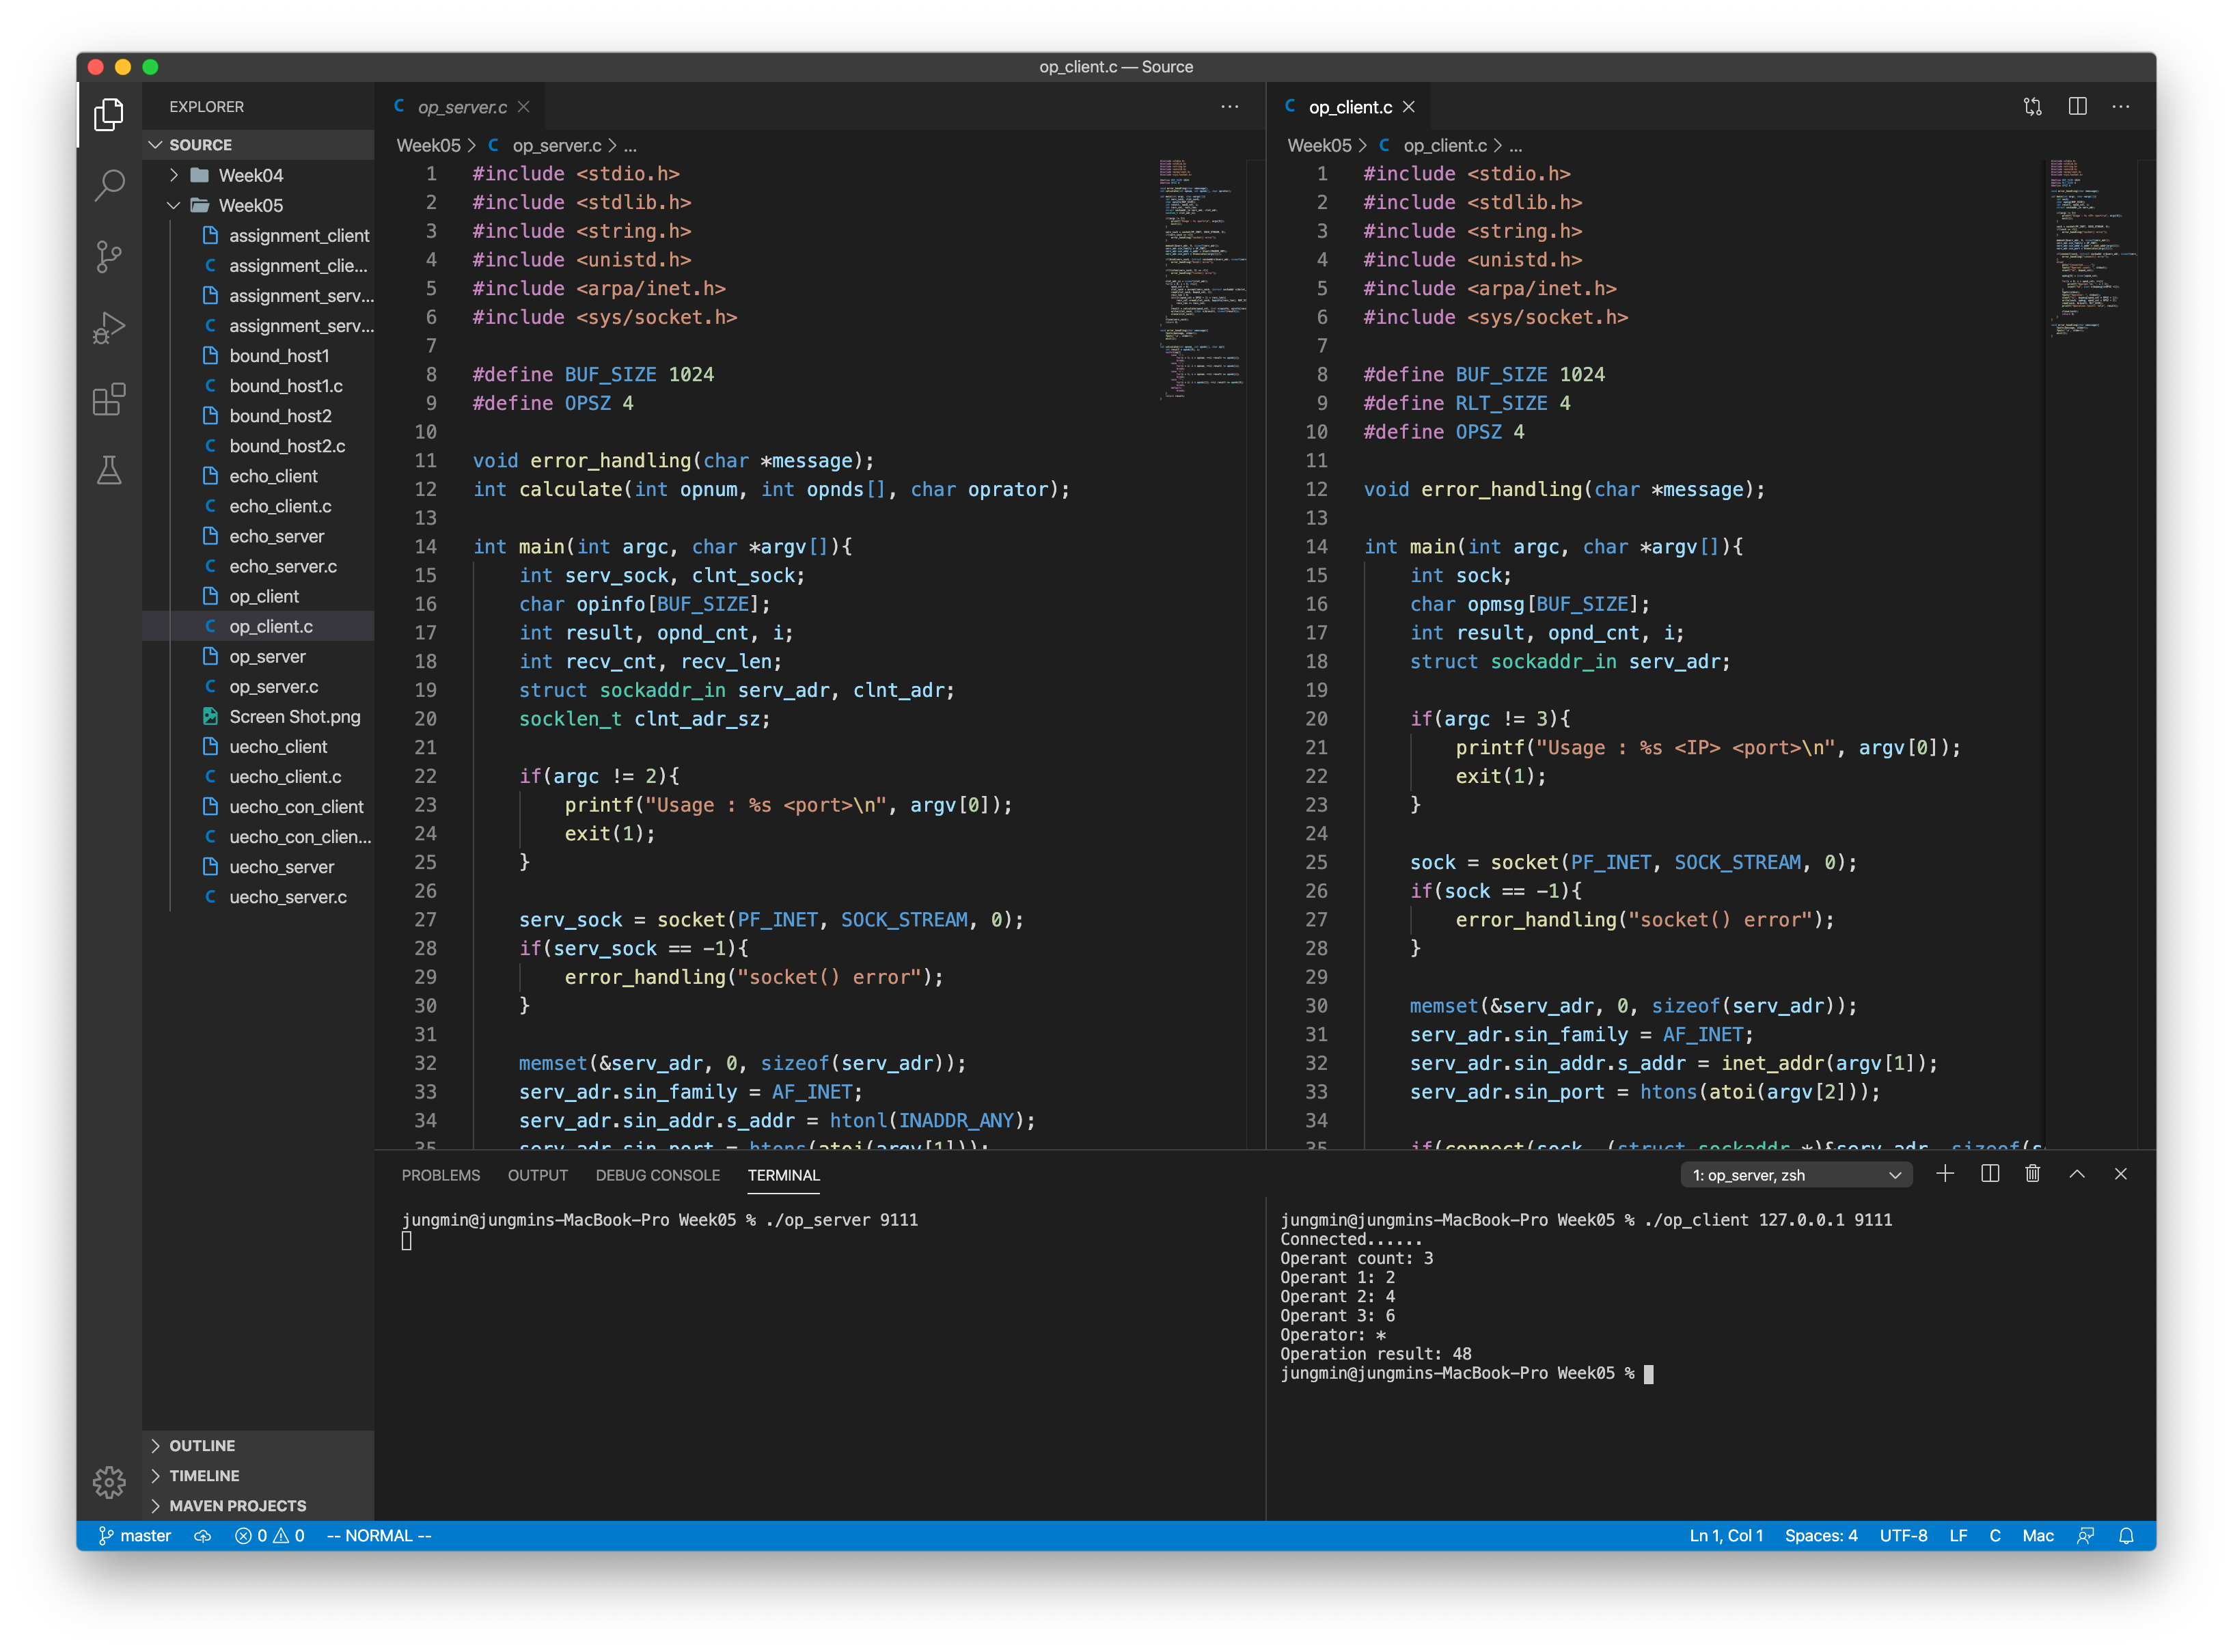 op_client.c — Source
EXPLORER
SOURCE
Week04
Week05
assignment_client
assignment_clie...
assignment_serv...
assignment_serv...
bound_host1
bound_host1.c
bound_host2
bound_host2.c
echo_client
echo_client.c
echo_server
echo_server.c
op_client
op_client.c
op_server
op_server.c
Screen Shot.png
uecho_client
uecho_client.c
uecho_con_client
uecho_con_clien...
uecho_server
uecho_server.c
OUTLINE
TIMELINE
MAVEN PROJECTS
op_server.c
Week05 > C op_server.c > ...
1 #include <stdio.h>
2 #include <stdlib.h>
3 #include <string.h>
4 #include <unistd.h>
5 #include <arpa/inet.h>
6 #include <sys/socket.h>
7
8 #define BUF_SIZE 1024
9 #define OPSZ 4
10
11 void error_handling(char *message);
12 int calculate(int opnum, int opnds[], char oprator);
13
14 int main(int argc, char *argv[]){
15 int serv_sock, clnt_sock;
16 char opinfo[BUF_SIZE];
17 int result, opnd_cnt, i;
18 int recv_cnt, recv_len;
19 struct sockaddr_in serv_adr, clnt_adr;
20 socklen_t clnt_adr_sz;
21
22 if(argc != 2){
23 printf("Usage : %s <port>\n", argv[0]);
24 exit(1);
25 }
26
27 serv_sock = socket(PF_INET, SOCK_STREAM, 0);
28 if(serv_sock == -1){
29 error_handling("socket() error");
30 }
31
32 memset(&serv_adr, 0, sizeof(serv_adr));
33 serv_adr.sin_family = AF_INET;
34 serv_adr.sin_addr.s_addr = htonl(INADDR_ANY);
35 serv_adr.sin_port = htons(atoi(argv[1]));
op_client.c
Week05 > C op_client.c > ...
1 #include <stdio.h>
2 #include <stdlib.h>
3 #include <string.h>
4 #include <unistd.h>
5 #include <arpa/inet.h>
6 #include <sys/socket.h>
7
8 #define BUF_SIZE 1024
9 #define RLT_SIZE 4
10 #define OPSZ 4
11
12 void error_handling(char *message);
13
14 int main(int argc, char *argv[]){
15 int sock;
16 char opmsg[BUF_SIZE];
17 int result, opnd_cnt, i;
18 struct sockaddr_in serv_adr;
19
20 if(argc != 3){
21 printf("Usage : %s <IP> <port>\n", argv[0]);
22 exit(1);
23 }
24
25 sock = socket(PF_INET, SOCK_STREAM, 0);
26 if(sock == -1){
27 error_handling("socket() error");
28 }
29
30 memset(&serv_adr, 0, sizeof(serv_adr));
31 serv_adr.sin_family = AF_INET;
32 serv_adr.sin_addr.s_addr = inet_addr(argv[1]);
33 serv_adr.sin_port = htons(atoi(argv[2]));
34
35 if(connect(sock, (struct sockaddr *)&serv_adr, sizeof(s
PROBLEMS OUTPUT DEBUG CONSOLE TERMINAL
1: op_server, zsh
jungmin@jungmins-MacBook-Pro Week05 % ./op_server 9111
jungmin@jungmins-MacBook-Pro Week05 % ./op_client 127.0.0.1 9111
Connected......
Operant count: 3
Operant 1: 2
Operant 2: 4
Operant 3: 6
Operator: *
Operation result: 48
jungmin@jungmins-MacBook-Pro Week05 %
master 0 0 -- NORMAL --
Ln 1, Col 1 Spaces: 4 UTF-8 LF C Mac